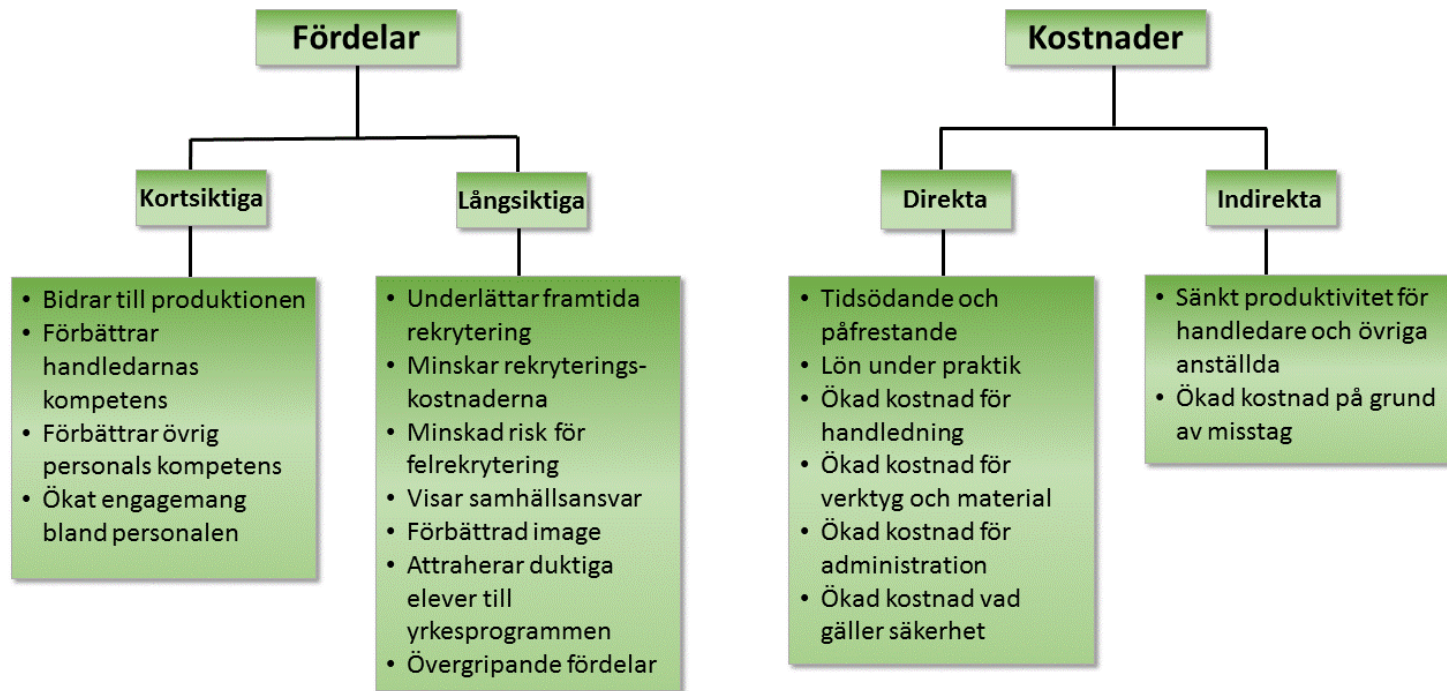 Fördelar
Kortsiktiga
Långsiktiga
• Bidrar till produktionen
• Förbättrar
handledarnas
kompetens
• Förbättrar övrig
personals kompetens
• Ökat engagemang
bland personalen
• Underlättar framtida
rekrytering
• Minskar rekryterings-
kostnaderna
• Minskad risk för
felrekrytering
• Visar samhällsansvar
• Förbättrad image
• Attraherar duktiga
elever till
yrkesprogrammen
• Övergripande fördelar
Kostnader
Direkta
Indirekta
• Tidsödande och
påfrestande
• Lön under praktik
• Ökad kostnad för
handledning
• Ökad kostnad för
verktyg och material
• Ökad kostnad för
administration
• Ökad kostnad vad
gäller säkerhet
• Sänkt produktivitet för
handledare och övriga
anställda
• Ökad kostnad på grund
av misstag